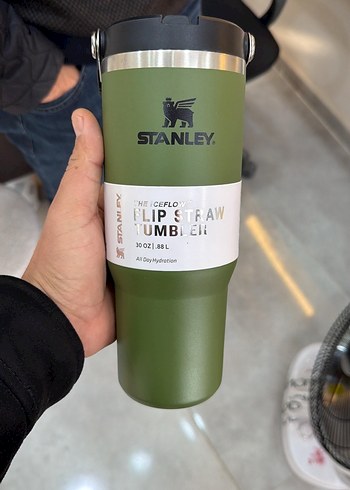 STANLEY.
STANLEY.
THE ICEFLOW
FLIP STRAW
TUMBLER
30 OZ | .88 L
All Day Hydration